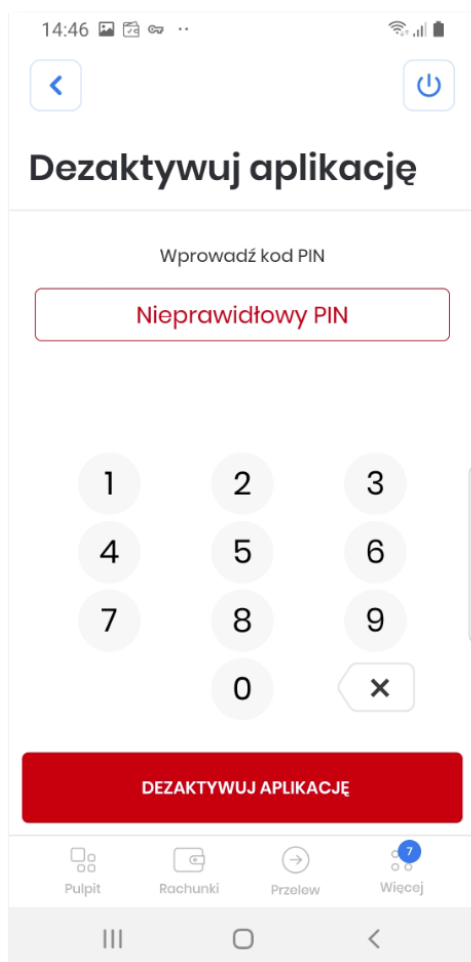 14:46
Dezaktywuj aplikację
Wprowadź kod PIN
Nieprawidłowy PIN
1 2 3
4 5 6
7 8 9
0
DEZAKTYWUJ APLIKACJĘ
7
Pulpit Rachunki Przelew Więcej